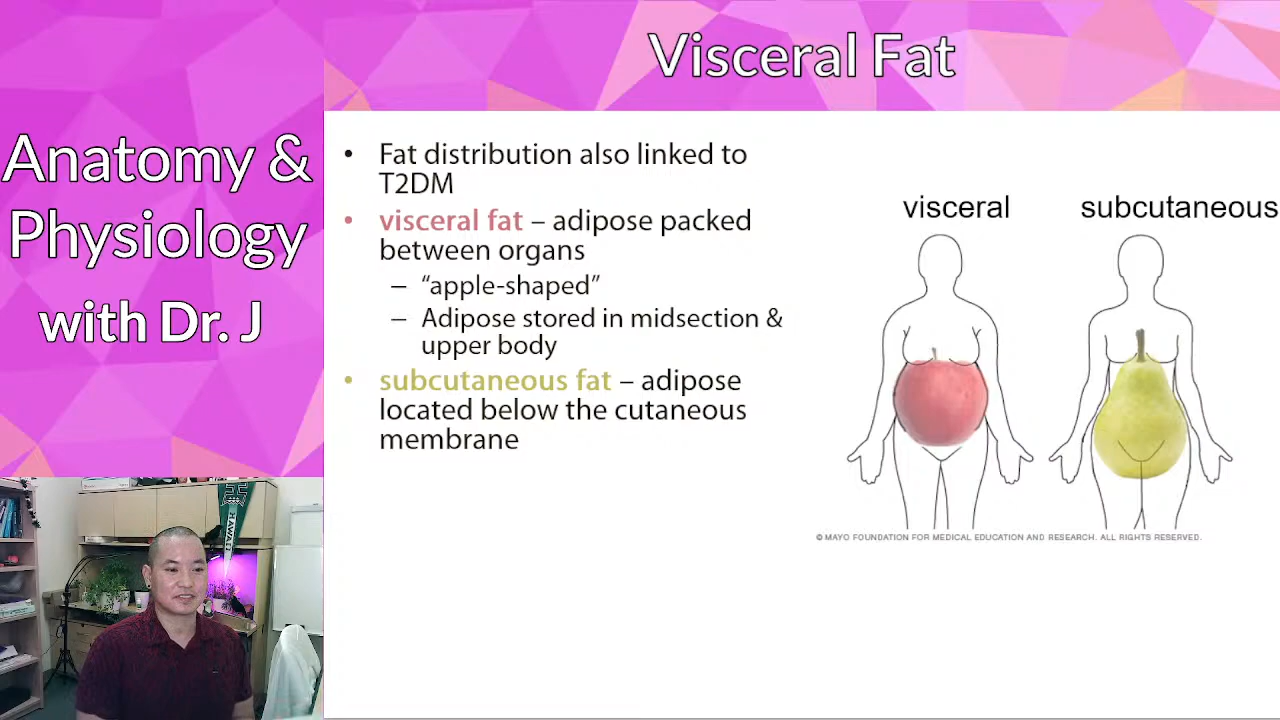 Visceral Fat
Anatomy &
Physiology
with Dr. J
• Fat distribution also linked to
T2DM
• visceral fat – adipose packed
between organs
– “apple-shaped”
– Adipose stored in midsection &
upper body
• subcutaneous fat – adipose
located below the cutaneous
membrane
visceral
subcutaneous
© MAYO FOUNDATION FOR MEDICAL EDUCATION AND RESEARCH. ALL RIGHTS RESERVED.
HAWAI'I